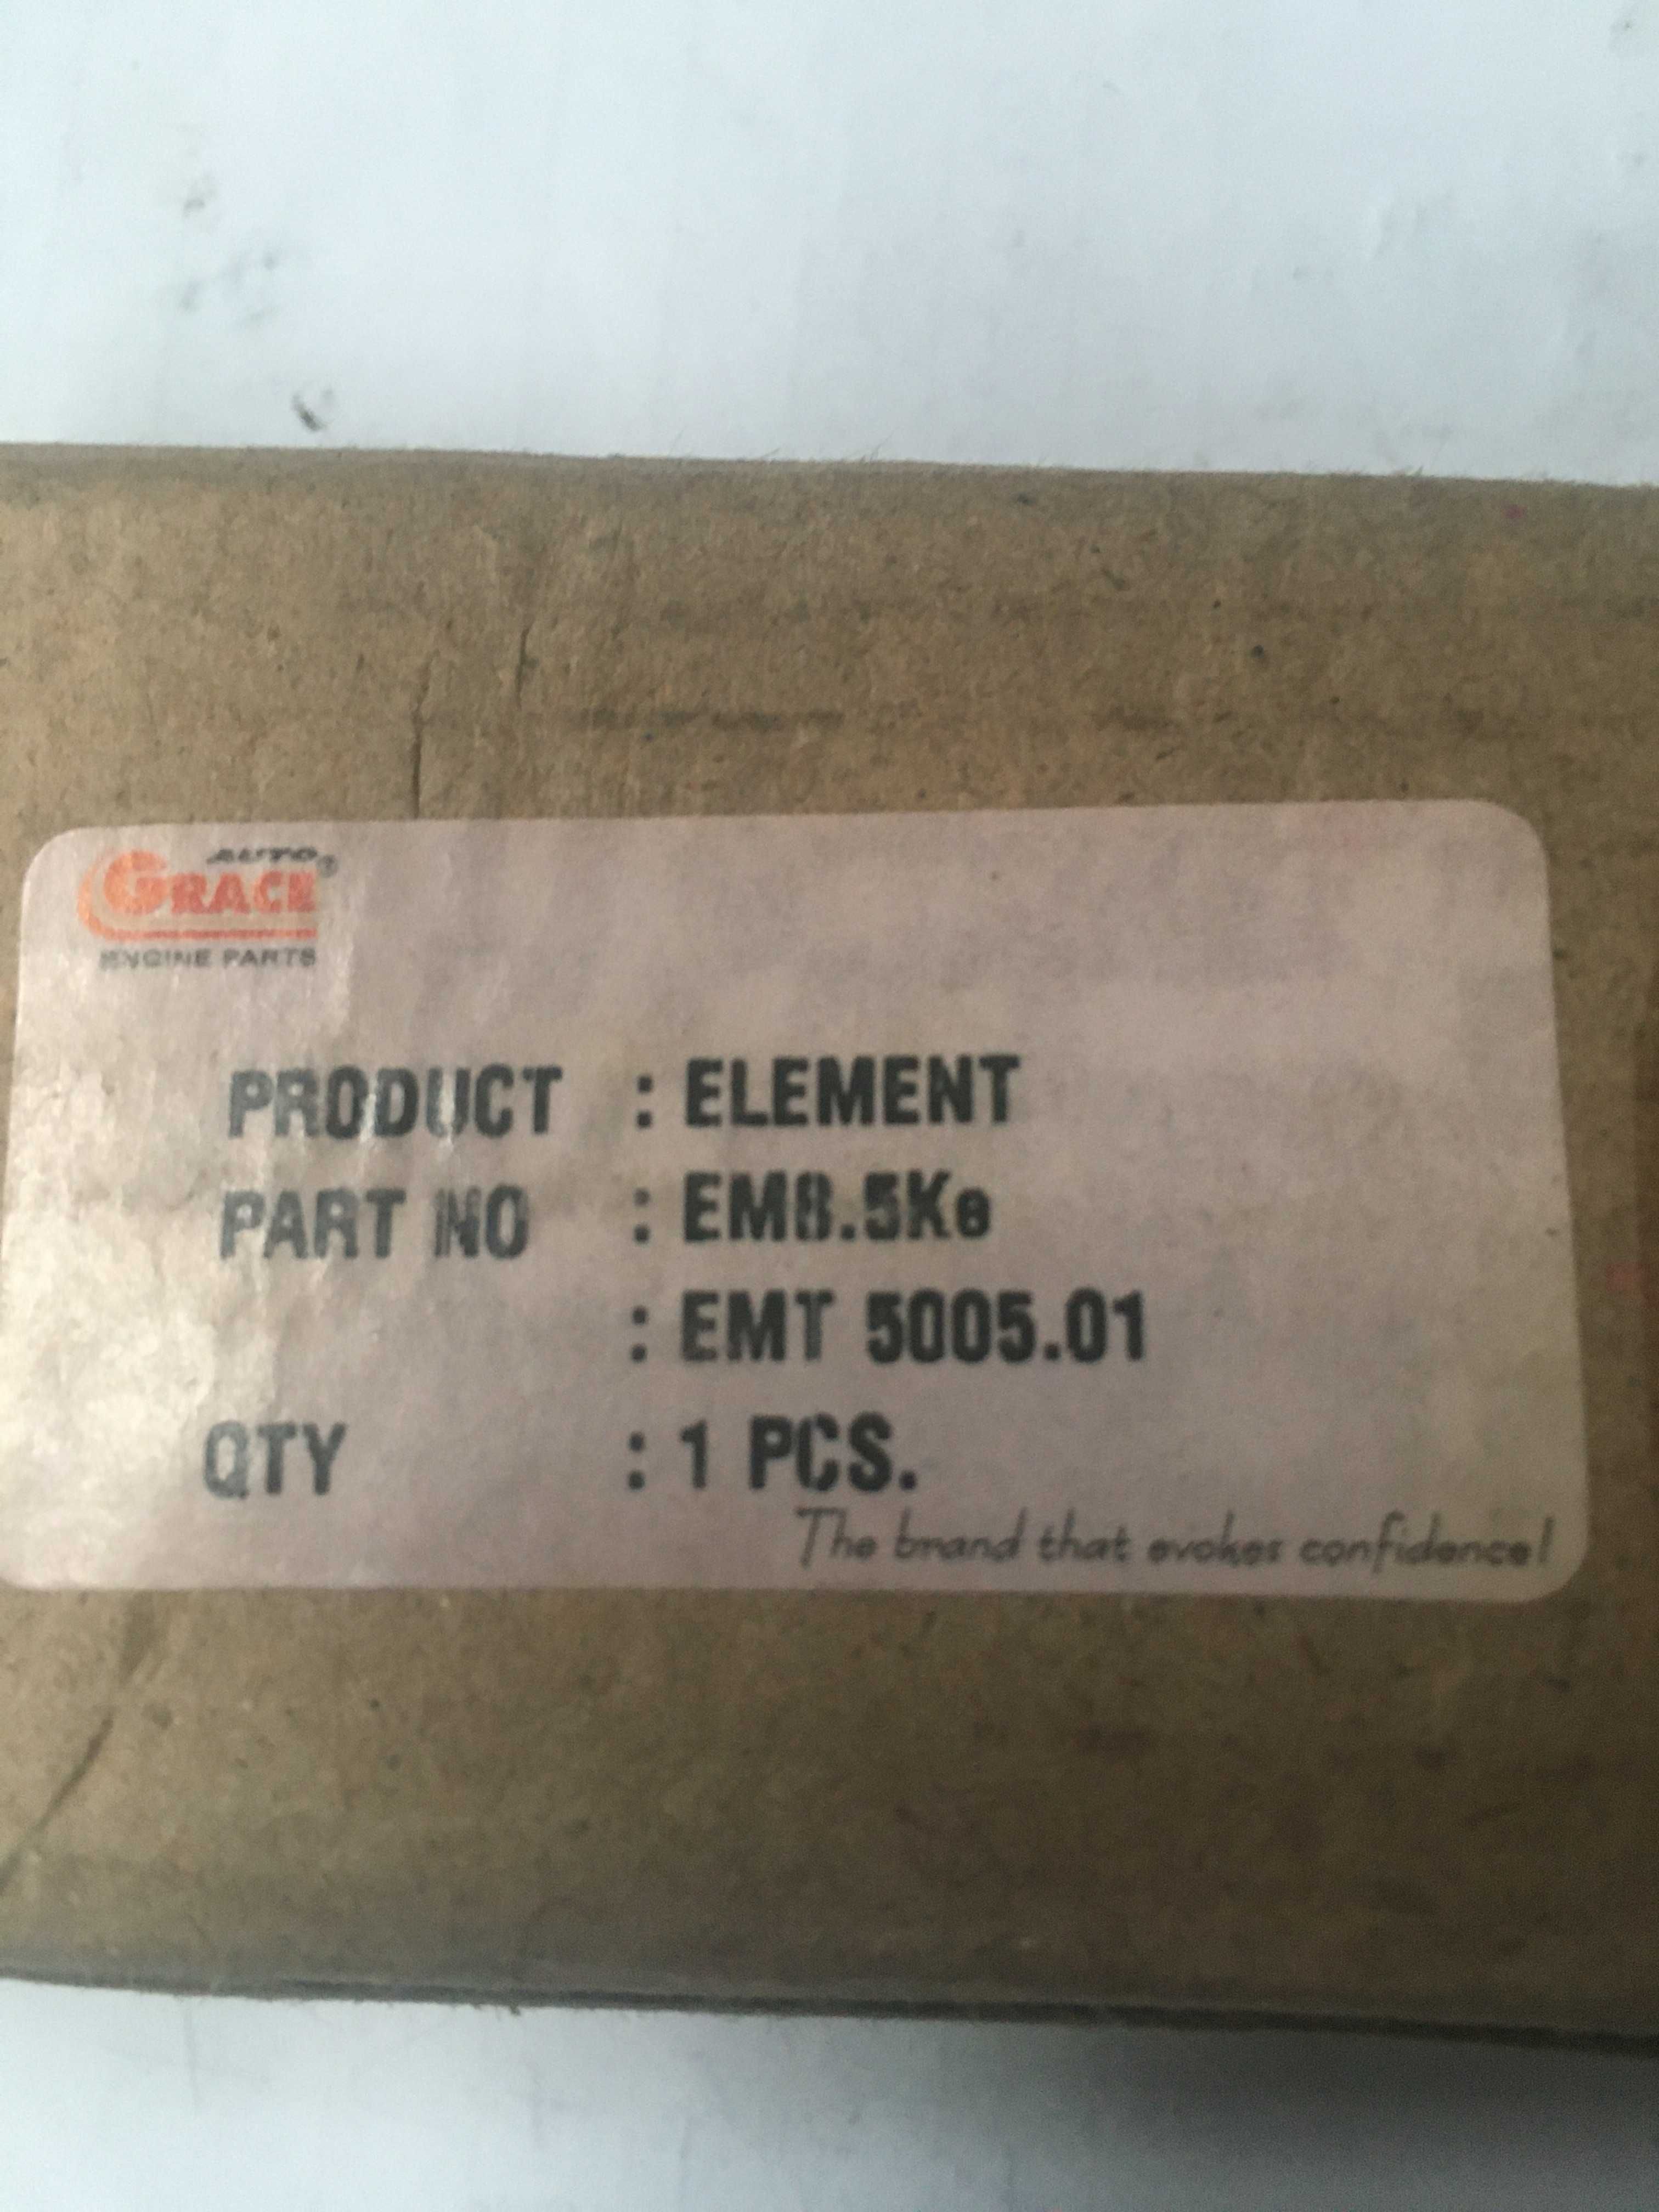 AUTO
GRACE®
ENGINE PARTS
PRODUCT : ELEMENT
PART NO : EM8.5Ke
: EMT 5005.01
QTY : 1 PCS.
The brand that evokes confidence!